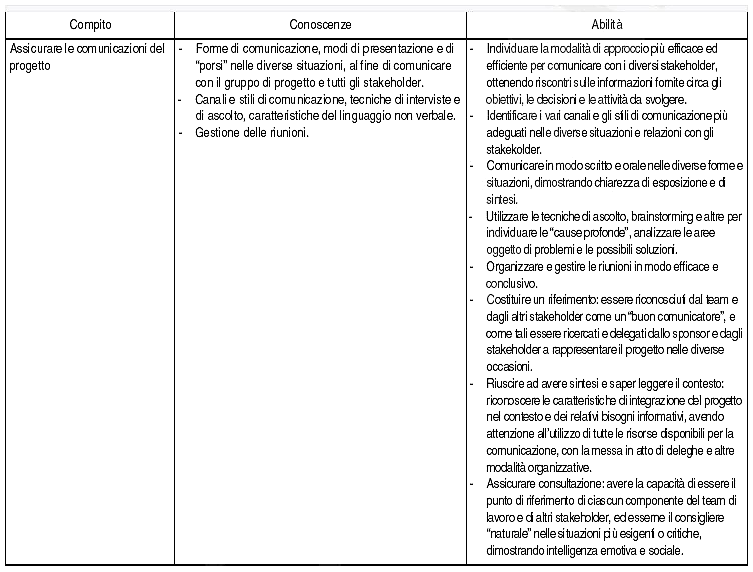 Compito
Conoscenze
Abilità
Assicurare le comunicazioni del
progetto
- Forme di comunicazione, modi di presentazione e di
“porsi” nelle diverse situazioni, al fine di comunicare
con il gruppo di progetto e tutti gli stakeholder.
- Canali e stili di comunicazione, tecniche di interviste e
di ascolto, caratteristiche del linguaggio non verbale.
- Gestione delle riunioni.
- Individuare la modalità di approccio più efficace ed
efficiente per comunicare con i diversi stakeholder,
ottenendo riscontri sulle informazioni fornite circa gli
obiettivi, le decisioni e le attività da svolgere.
- Identificare i vari canali e gli stili di comunicazione più
adeguati nelle diverse situazioni e relazioni con gli
stakekolder.
- Comunicare in modo scritto e orale nelle diverse forme e
situazioni, dimostrando chiarezza di esposizione e di
sintesi.
- Utilizzare le tecniche di ascolto, brainstorming e altre per
individuare le “cause profonde”, analizzare le aree
oggetto di problemi e le possibili soluzioni.
- Organizzare e gestire le riunioni in modo efficace e
conclusivo.
- Costituire un riferimento: essere riconosciuti dal team e
dagli altri stakeholder come un “buon comunicatore”, e
come tali essere ricercati e delegati dallo sponsor e dagli
stakeholder a rappresentare il progetto nelle diverse
occasioni.
- Riuscire ad avere sintesi e saper leggere il contesto:
riconoscere le caratteristiche di integrazione del progetto
nel contesto e dei relativi bisogni informativi, avendo
attenzione all’utilizzo di tutte le risorse disponibili per la
comunicazione, con la messa in atto di deleghe e altre
modalità organizzative.
- Assicurare consultazione: avere la capacità di essere il
punto di riferimento di ciascun componente del team di
lavoro e di altri stakeholder, ed esserne il consigliere
“naturale” nelle situazioni più esigenti o critiche,
dimostrando intelligenza emotiva e sociale.